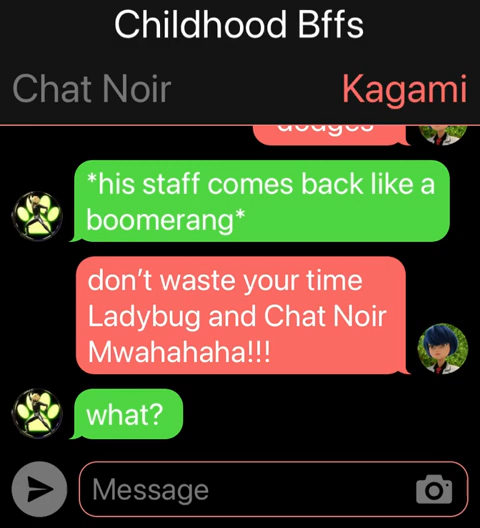 Childhood Bffs
Chat Noir
Kagami
dodges
*his staff comes back like a
boomerang*
don’t waste your time
Ladybug and Chat Noir
Mwahahaha!!!
what?
Message